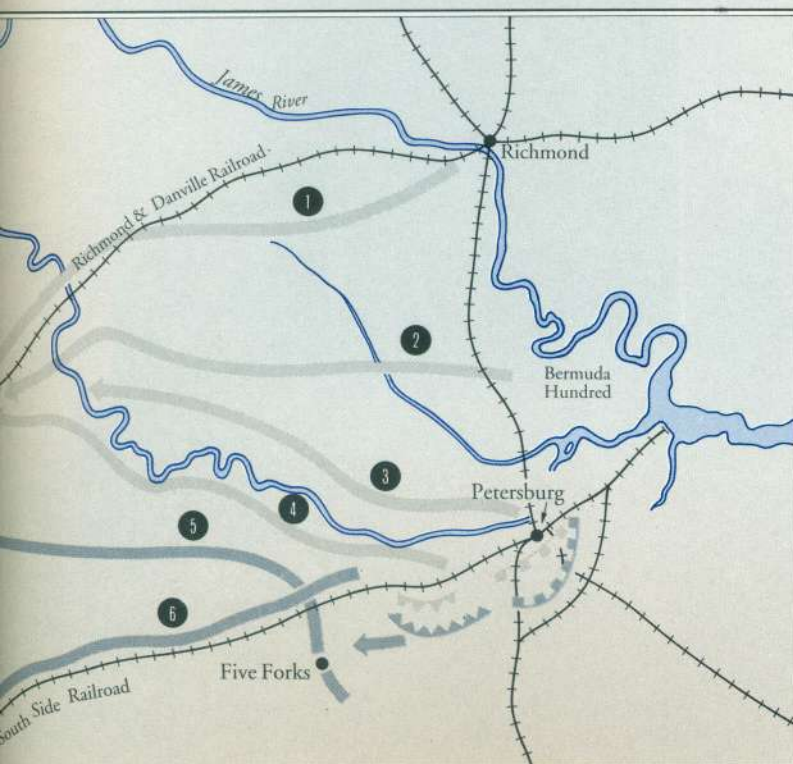 James River
Richmond
Richmond & Danville Railroad
1
2
Bermuda
Hundred
3
Petersburg
4
5
6
Five Forks
South Side Railroad